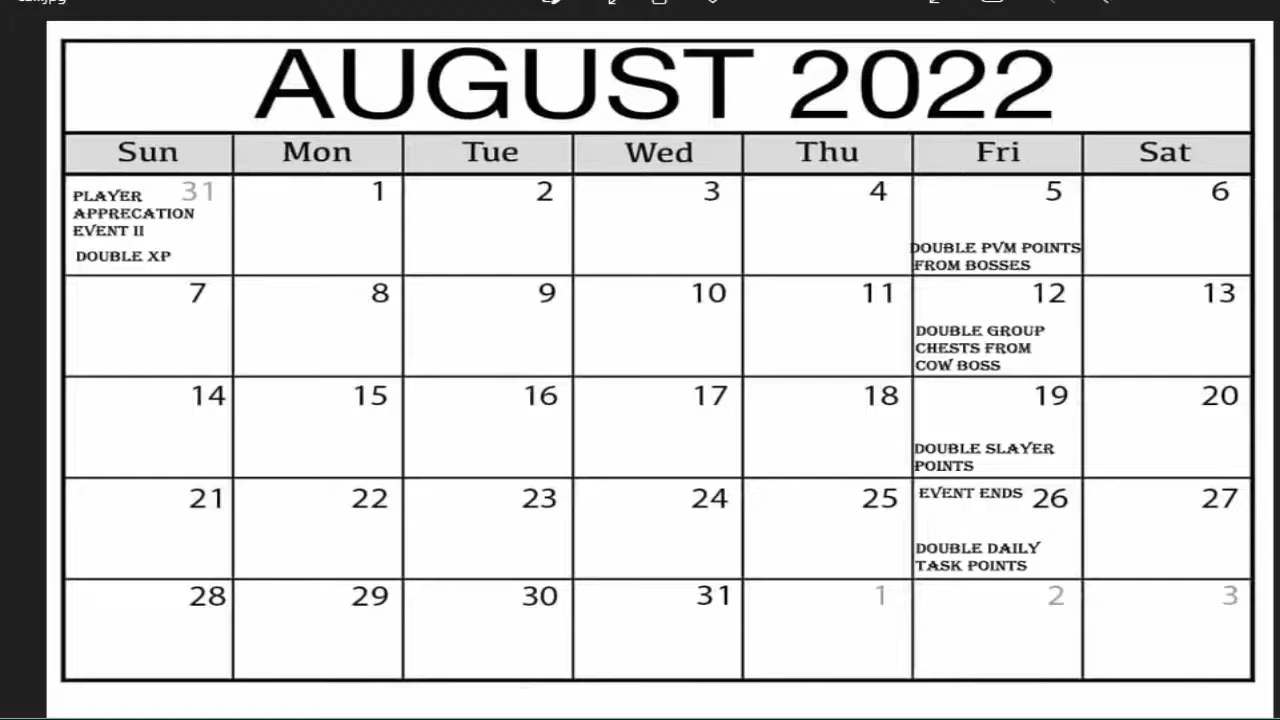 AUGUST 2022
Sun Mon Tue Wed Thu Fri Sat
31 1 2 3 4 5 6
PLAYER
APPRECATION
EVENT II
DOUBLE XP
DOUBLE PVM POINTS
FROM BOSSES
7 8 9 10 11 12 13
DOUBLE GROUP
CHESTS FROM
COW BOSS
14 15 16 17 18 19 20
DOUBLE SLAYER
POINTS
21 22 23 24 25 26 27
EVENT ENDS
DOUBLE DAILY
TASK POINTS
28 29 30 31 1 2 3